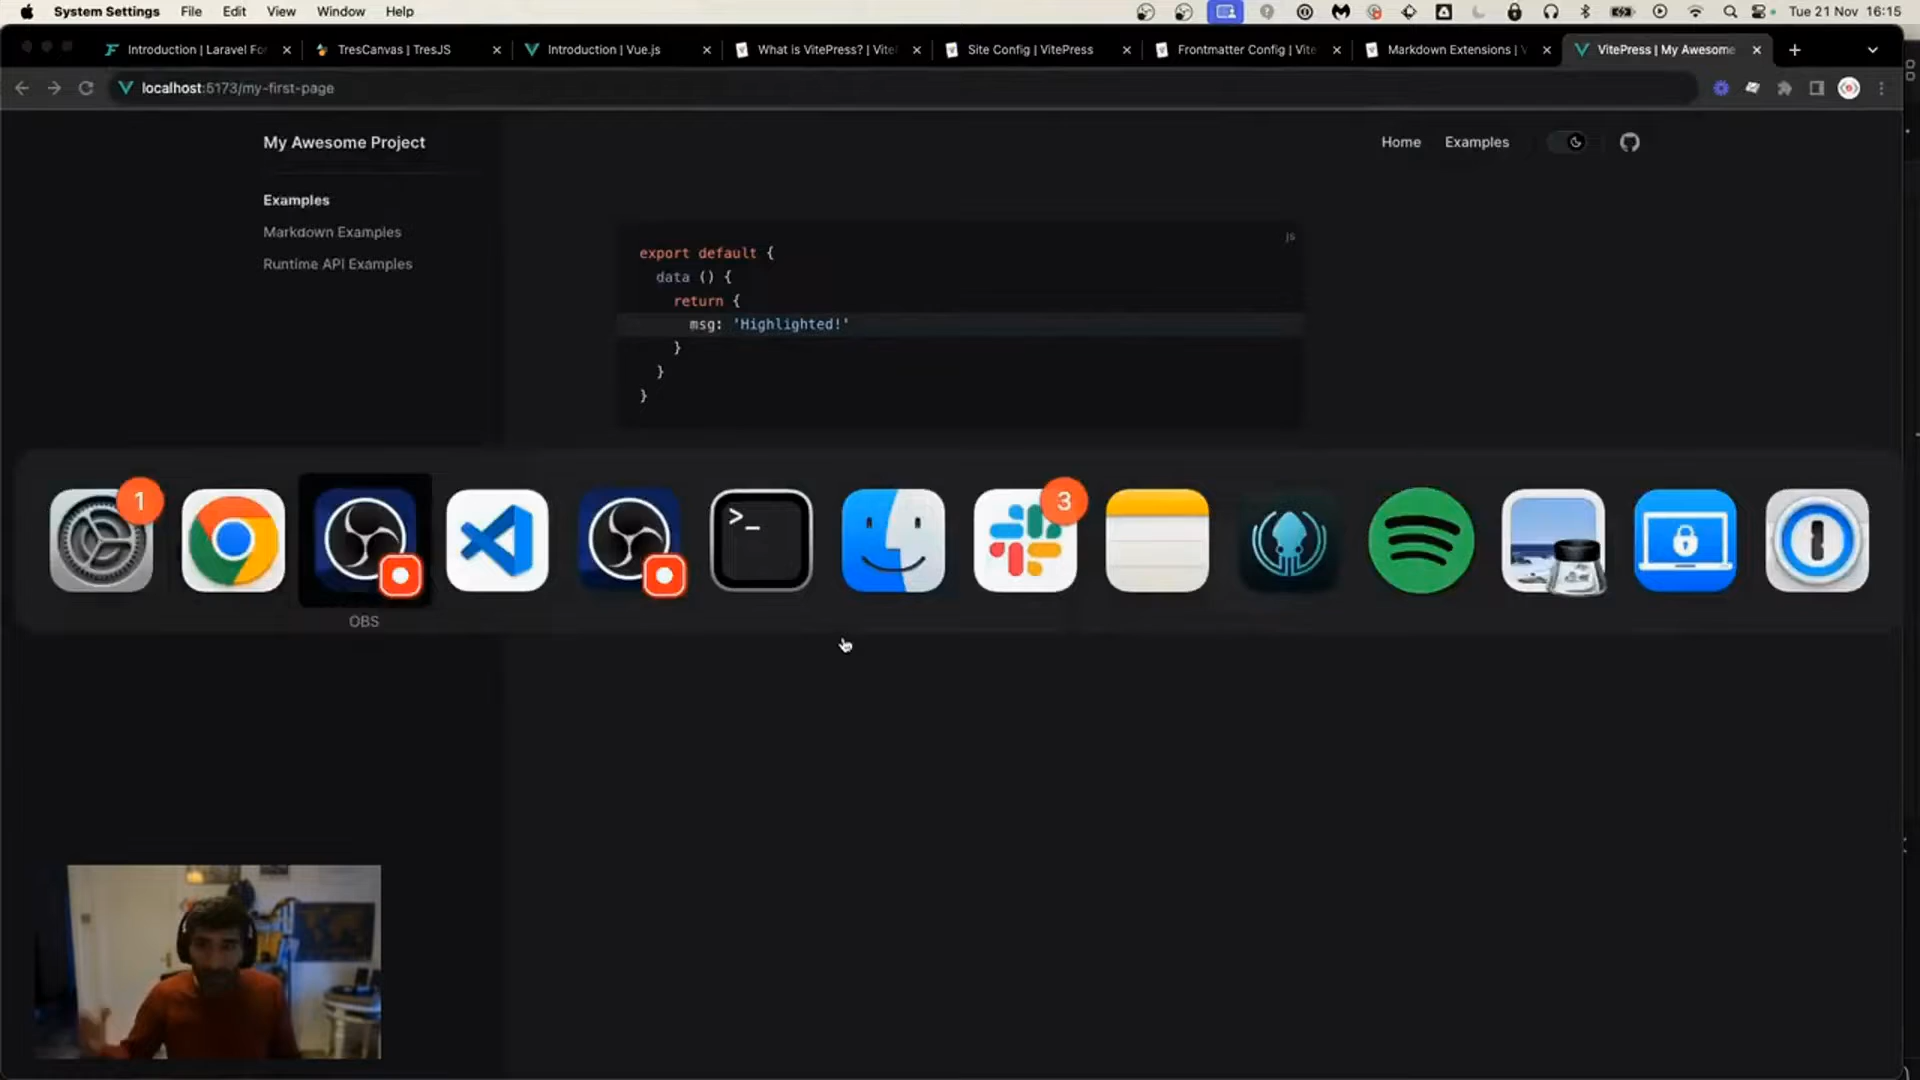 System Settings File Edit View Window Help Tue 21 Nov 16:15
Introduction | Laravel Fo TresCanvas | TresJS Introduction | Vue.js What is VitePress? | Vite Site Config | VitePress Frontmatter Config | Vite Markdown Extensions | V VitePress | My Awesome
localhost:5173/my-first-page
My Awesome Project Home Examples
Examples
Markdown Examples
Runtime API Examples
js
export default {
data () {
return {
msg: 'Highlighted!'
}
}
}
1
3
>_
OBS